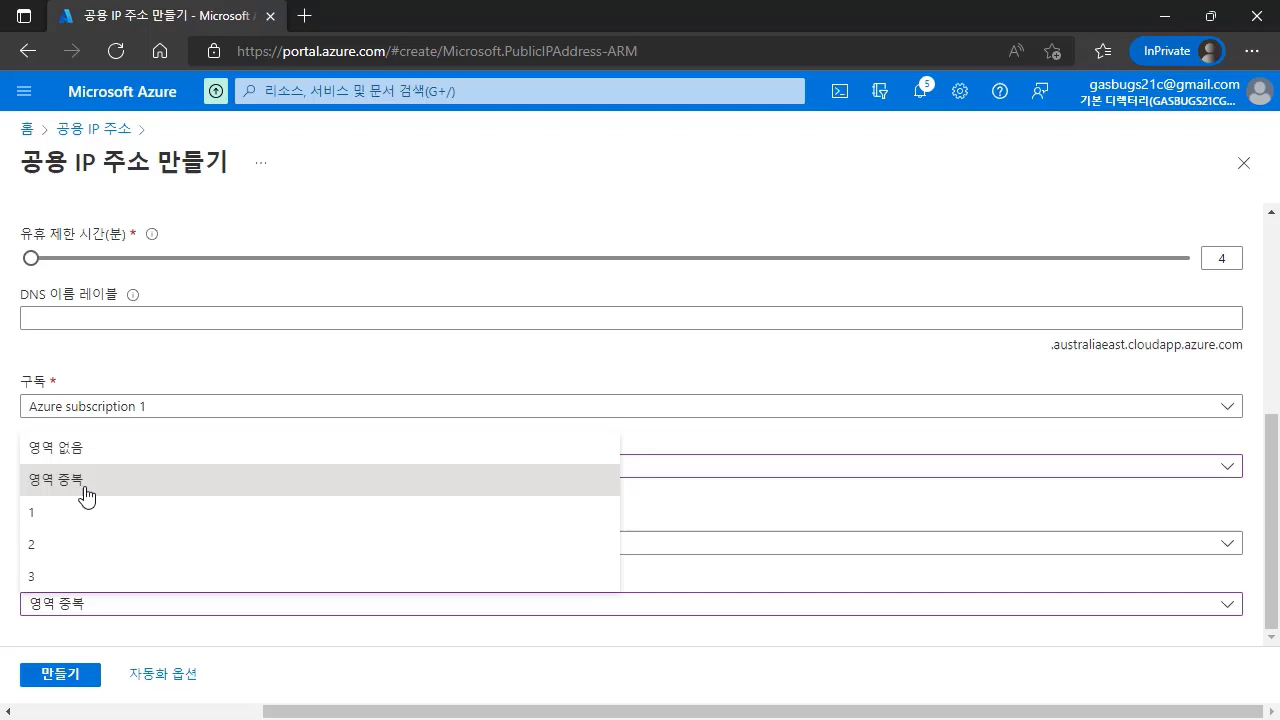 공용 IP 주소 만들기 - Microsoft A
https://portal.azure.com/#create/Microsoft.PublicIPAddress-ARM
InPrivate
Microsoft Azure
리소스, 서비스 및 문서 검색(G+/)
5
gasbugs21c@gmail.com
기본 디렉터리(GASBUGS21CG...
홈 > 공용 IP 주소 >
공용 IP 주소 만들기 ...
유휴 제한 시간(분) *
4
DNS 이름 레이블
.australiaeast.cloudapp.azure.com
구독 *
Azure subscription 1
영역 없음
영역 중복
1
2
3
영역 중복
만들기
자동화 옵션